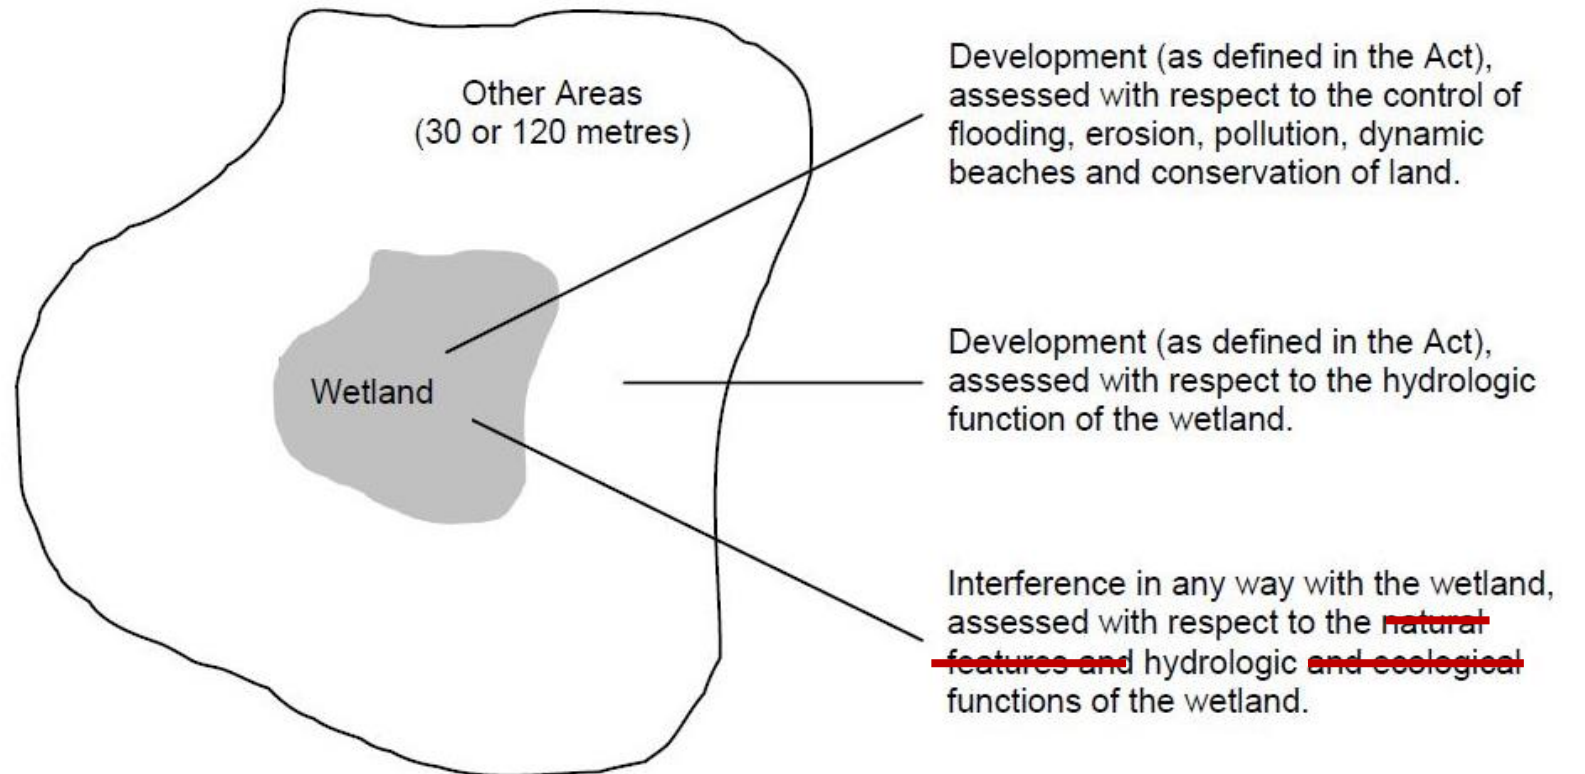 Other Areas
(30 or 120 metres)
Wetland
Development (as defined in the Act),
assessed with respect to the control of
flooding, erosion, pollution, dynamic
beaches and conservation of land.
Development (as defined in the Act),
assessed with respect to the hydrologic
function of the wetland.
Interference in any way with the wetland,
assessed with respect to the natural
features and hydrologic and ecological
functions of the wetland.